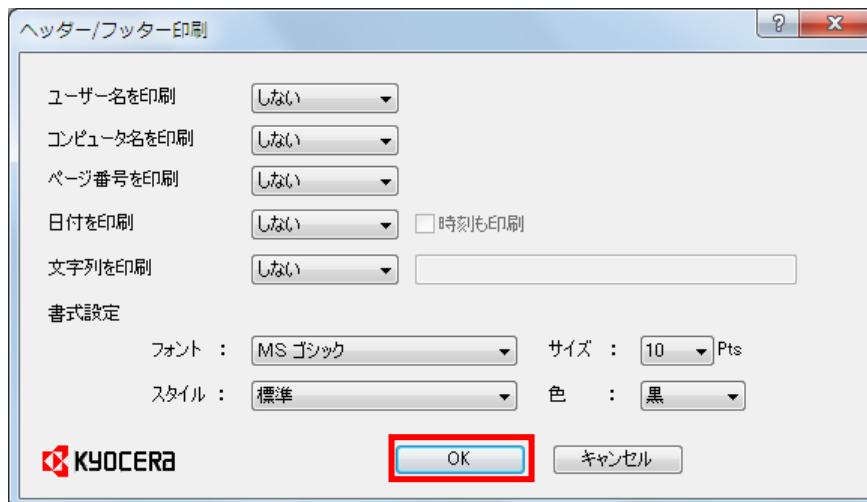 ヘッダー/フッター印刷
ユーザー名を印刷 しない
コンピュータ名を印刷 しない
ページ番号を印刷 しない
日付を印刷 しない 時刻も印刷
文字列を印刷 しない
書式設定
フォント : MS ゴシック サイズ : 10 Pts
スタイル : 標準 色 : 黒
KYOCERA OK キャンセル